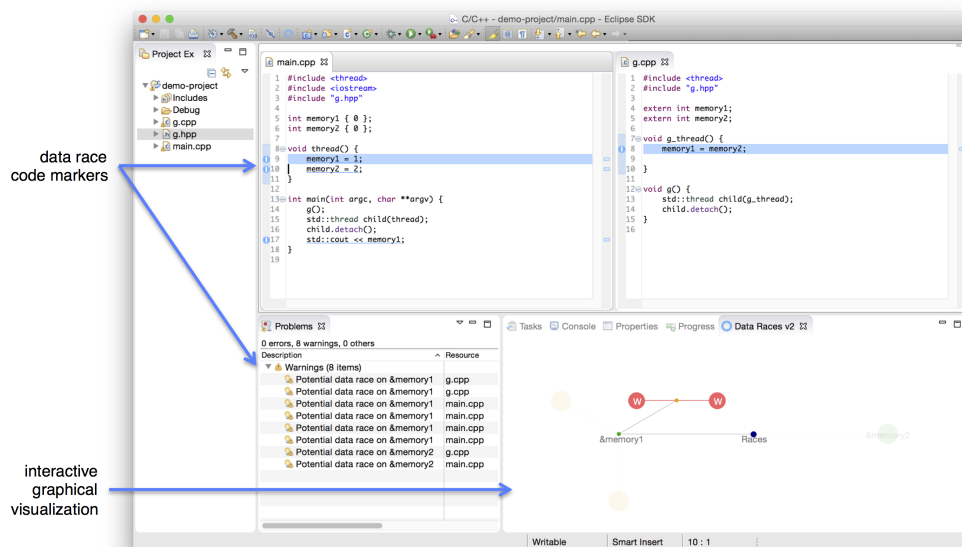 C/C++ - demo-project/main.cpp - Eclipse SDK
Project Ex
demo-project
Includes
Debug
g.cpp
g.hpp
main.cpp
data race
code markers
interactive
graphical
visualization
main.cpp
1 #include <thread>
2 #include <iostream>
3 #include "g.hpp"
4
5 int memory1 { 0 };
6 int memory2 { 0 };
7
8 void thread() {
9 memory1 = 1;
10 memory2 = 2;
11 }
12
13 int main(int argc, char **argv) {
14 g();
15 std::thread child(thread);
16 child.detach();
17 std::cout << memory1;
18 }
19
g.cpp
1 #include <thread>
2 #include "g.hpp"
3
4 extern int memory1;
5 extern int memory2;
6
7 void g_thread() {
8 memory1 = memory2;
9
10 }
11
12 void g() {
13 std::thread child(g_thread);
14 child.detach();
15 }
16
Problems
0 errors, 8 warnings, 0 others
Description Resource
Warnings (8 items)
Potential data race on &memory1 g.cpp
Potential data race on &memory1 g.cpp
Potential data race on &memory1 main.cpp
Potential data race on &memory1 main.cpp
Potential data race on &memory1 main.cpp
Potential data race on &memory1 main.cpp
Potential data race on &memory2 g.cpp
Potential data race on &memory2 main.cpp
Tasks Console Properties Progress Data Races v2
W W
&memory1 Races &memory2
Writable Smart Insert 10 : 1